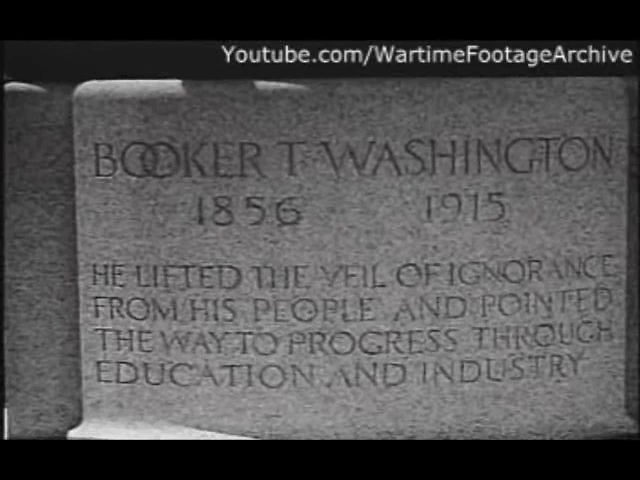 Youtube.com/WartimeFootageArchive
BOOKER T. WASHINGTON
1856 1915
HE LIFTED THE VEIL OF IGNORANCE
FROM HIS PEOPLE AND POINTED
THE WAY TO PROGRESS THROUGH
EDUCATION AND INDUSTRY